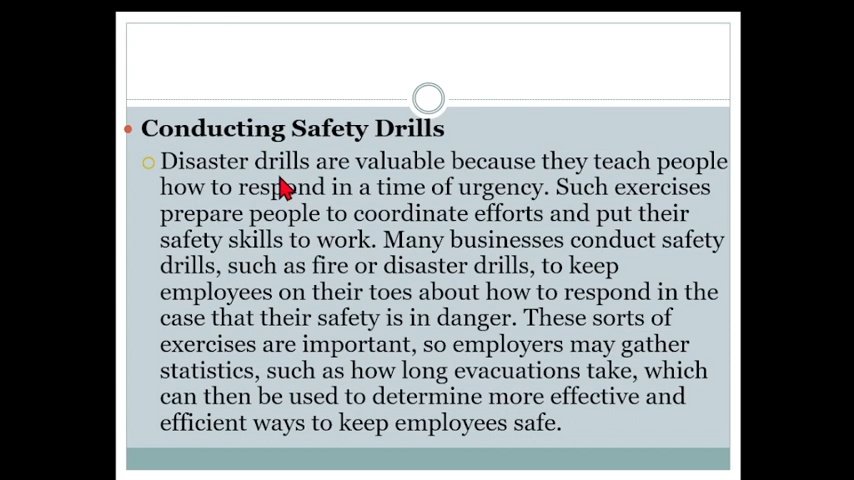 Conducting Safety Drills
Disaster drills are valuable because they teach people
how to respond in a time of urgency. Such exercises
prepare people to coordinate efforts and put their
safety skills to work. Many businesses conduct safety
drills, such as fire or disaster drills, to keep
employees on their toes about how to respond in the
case that their safety is in danger. These sorts of
exercises are important, so employers may gather
statistics, such as how long evacuations take, which
can then be used to determine more effective and
efficient ways to keep employees safe.